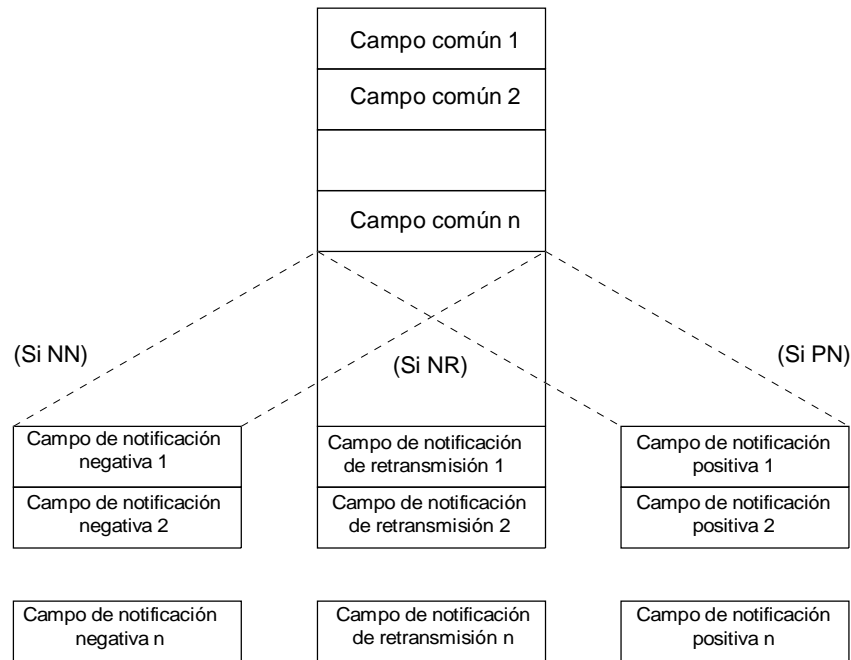 Campo común 1
Campo común 2
Campo común n
(Si NN)
(Si NR)
(Si PN)
Campo de notificación
negativa 1
Campo de notificación
de retransmisión 1
Campo de notificación
positiva 1
Campo de notificación
negativa 2
Campo de notificación
de retransmisión 2
Campo de notificación
positiva 2
Campo de notificación
negativa n
Campo de notificación
de retransmisión n
Campo de notificación
positiva n